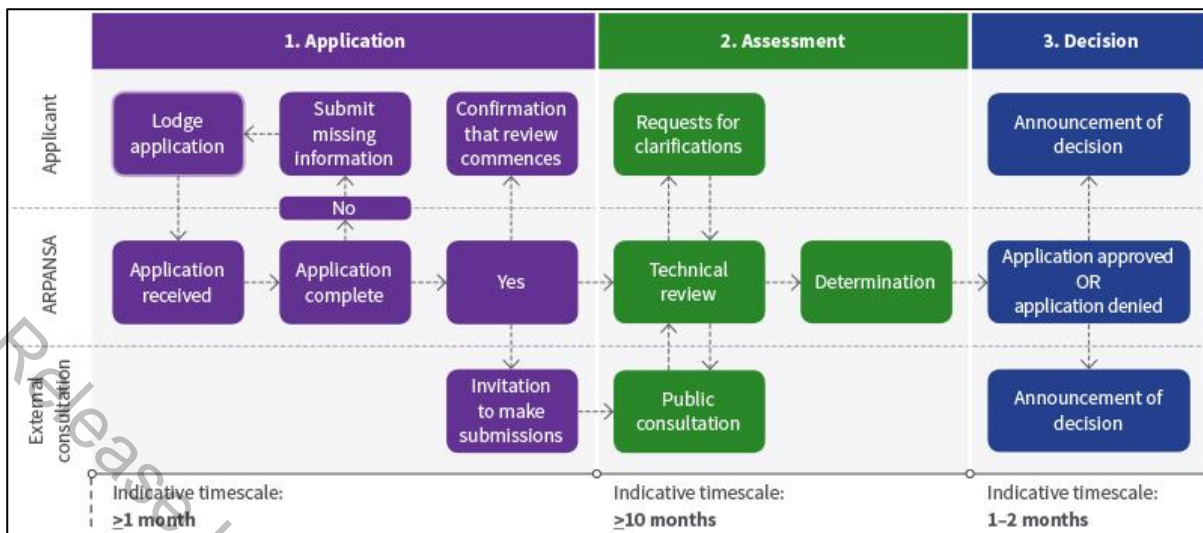 1. Application
2. Assessment
3. Decision
Applicant
Lodge
application
Submit
missing
information
Confirmation
that review
commences
Requests for
clarifications
Announcement of
decision
No
ARPANSA
Application
received
Application
complete
Yes
Technical
review
Determination
Application approved
OR
application denied
External
consultation
Invitation
to make
submissions
Public
consultation
Announcement of
decision
Release
Indicative timescale:
≥1 month
Indicative timescale:
≥10 months
Indicative timescale:
1–2 months